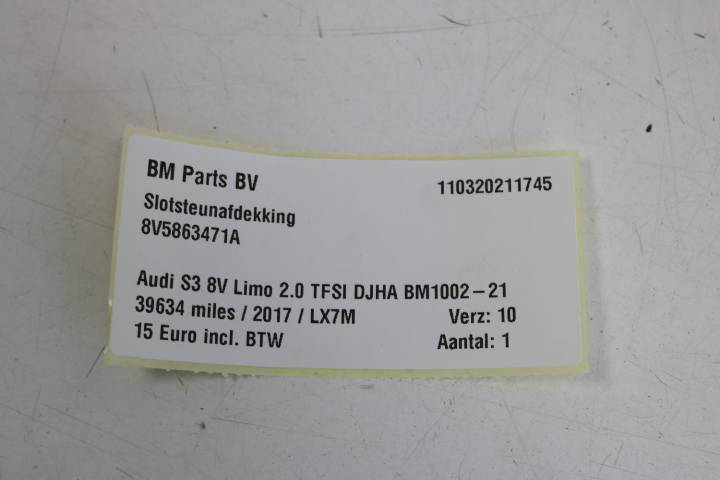 BM Parts BV 110320211745
Slotsteunafdekking
8V5863471A
Audi S3 8V Limo 2.0 TFSI DJHA BM1002-21
39634 miles / 2017 / LX7M Verz: 10
15 Euro incl. BTW Aantal: 1